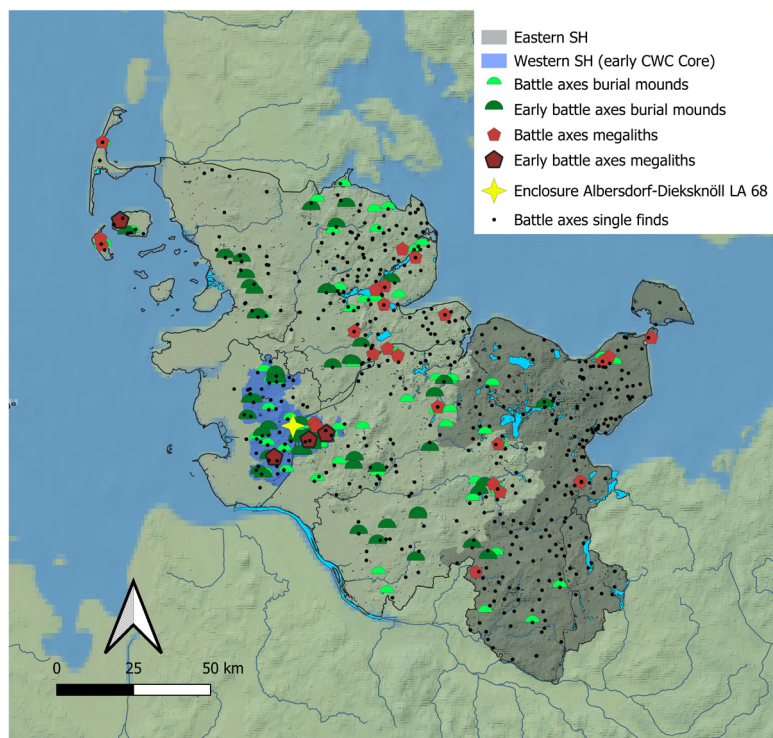 Eastern SH
Western SH (early CWC Core)
Battle axes burial mounds
Early battle axes burial mounds
Battle axes megaliths
Early battle axes megaliths
Enclosure Albersdorf-Dieksknöll LA 68
Battle axes single finds
0 25 50 km